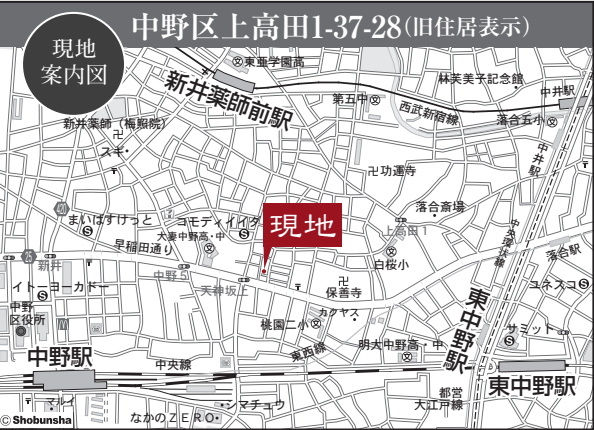 中野区上高田1-37-28(旧住居表示)
現地
案内図
東亜学園高
新井薬師前駅
林芙美子記念館
中井駅
第五中
西武新宿線
落合五小
新井薬師(梅照院)
スギ
中井駅
功運寺
落合斎場
まいばすけっと
コモディイイダ
上高田1
現地
大妻中野高・中
早稲田通り
白桜小
中央環状線
落合駅
新井
中野5
天神坂上
保善寺
イトーヨーカドー
ユネスコ
カクヤス
中野
区役所
桃園二小
東中野駅
サミット
明大中野高・中
東西線
中野駅
中央線
東中野駅
都営
大江戸線
マルイ
シマチュウ
なかのZERO
© Shobunsha